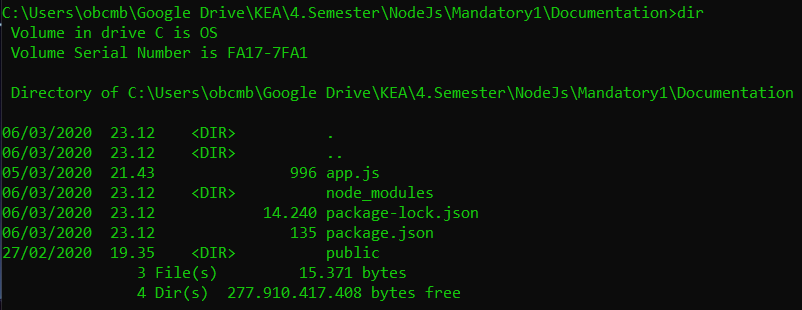 C:\Users\obcmb\Google Drive\KEA\4.Semester\NodeJs\Mandatory1\Documentation>dir
 Volume in drive C is OS
 Volume Serial Number is FA17-7FA1

 Directory of C:\Users\obcmb\Google Drive\KEA\4.Semester\NodeJs\Mandatory1\Documentation

06/03/2020  23.12    <DIR>          .
06/03/2020  23.12    <DIR>          ..
05/03/2020  21.43               996 app.js
06/03/2020  23.12    <DIR>          node_modules
06/03/2020  23.12            14.240 package-lock.json
06/03/2020  23.12               135 package.json
27/02/2020  19.35    <DIR>          public
               3 File(s)         15.371 bytes
               4 Dir(s)  277.910.417.408 bytes free